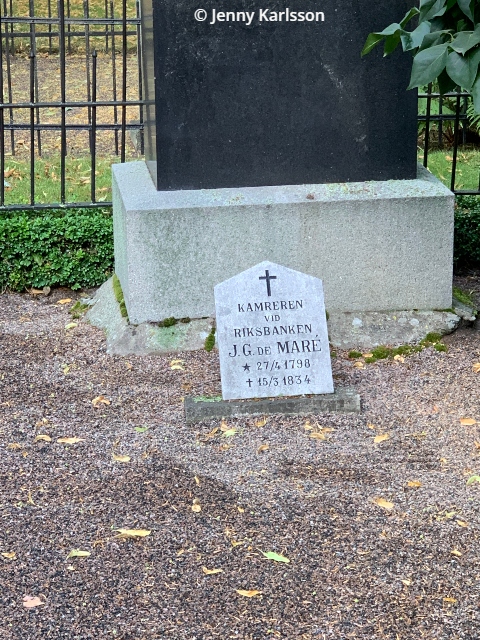 © Jenny Karlsson
KAMREREN
VID
RIKSBANKEN
J.G. DE MARÉ
★ 27/4 1798
✝ 15/3 1834